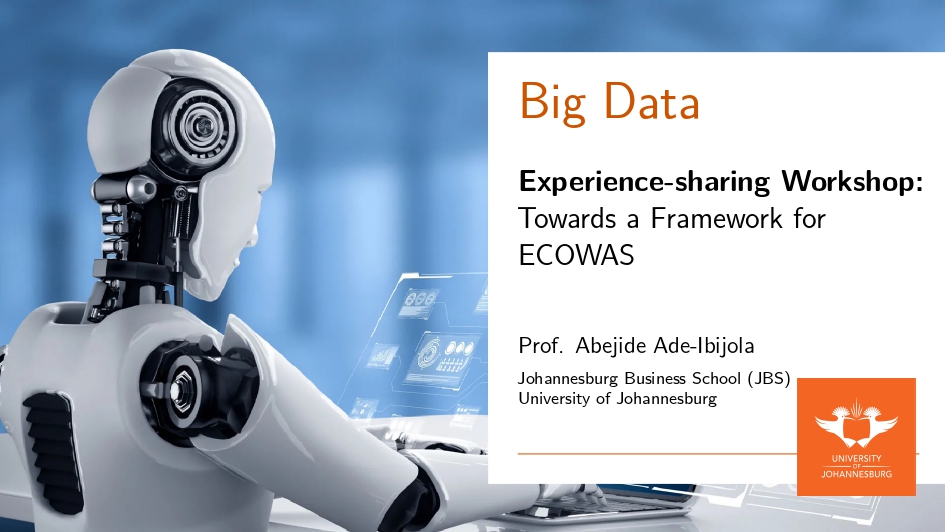 Big Data
Experience-sharing Workshop:
Towards a Framework for
ECOWAS
Prof. Abejide Ade-Ibijola
Johannesburg Business School (JBS)
University of Johannesburg
UNIVERSITY
OF
JOHANNESBURG